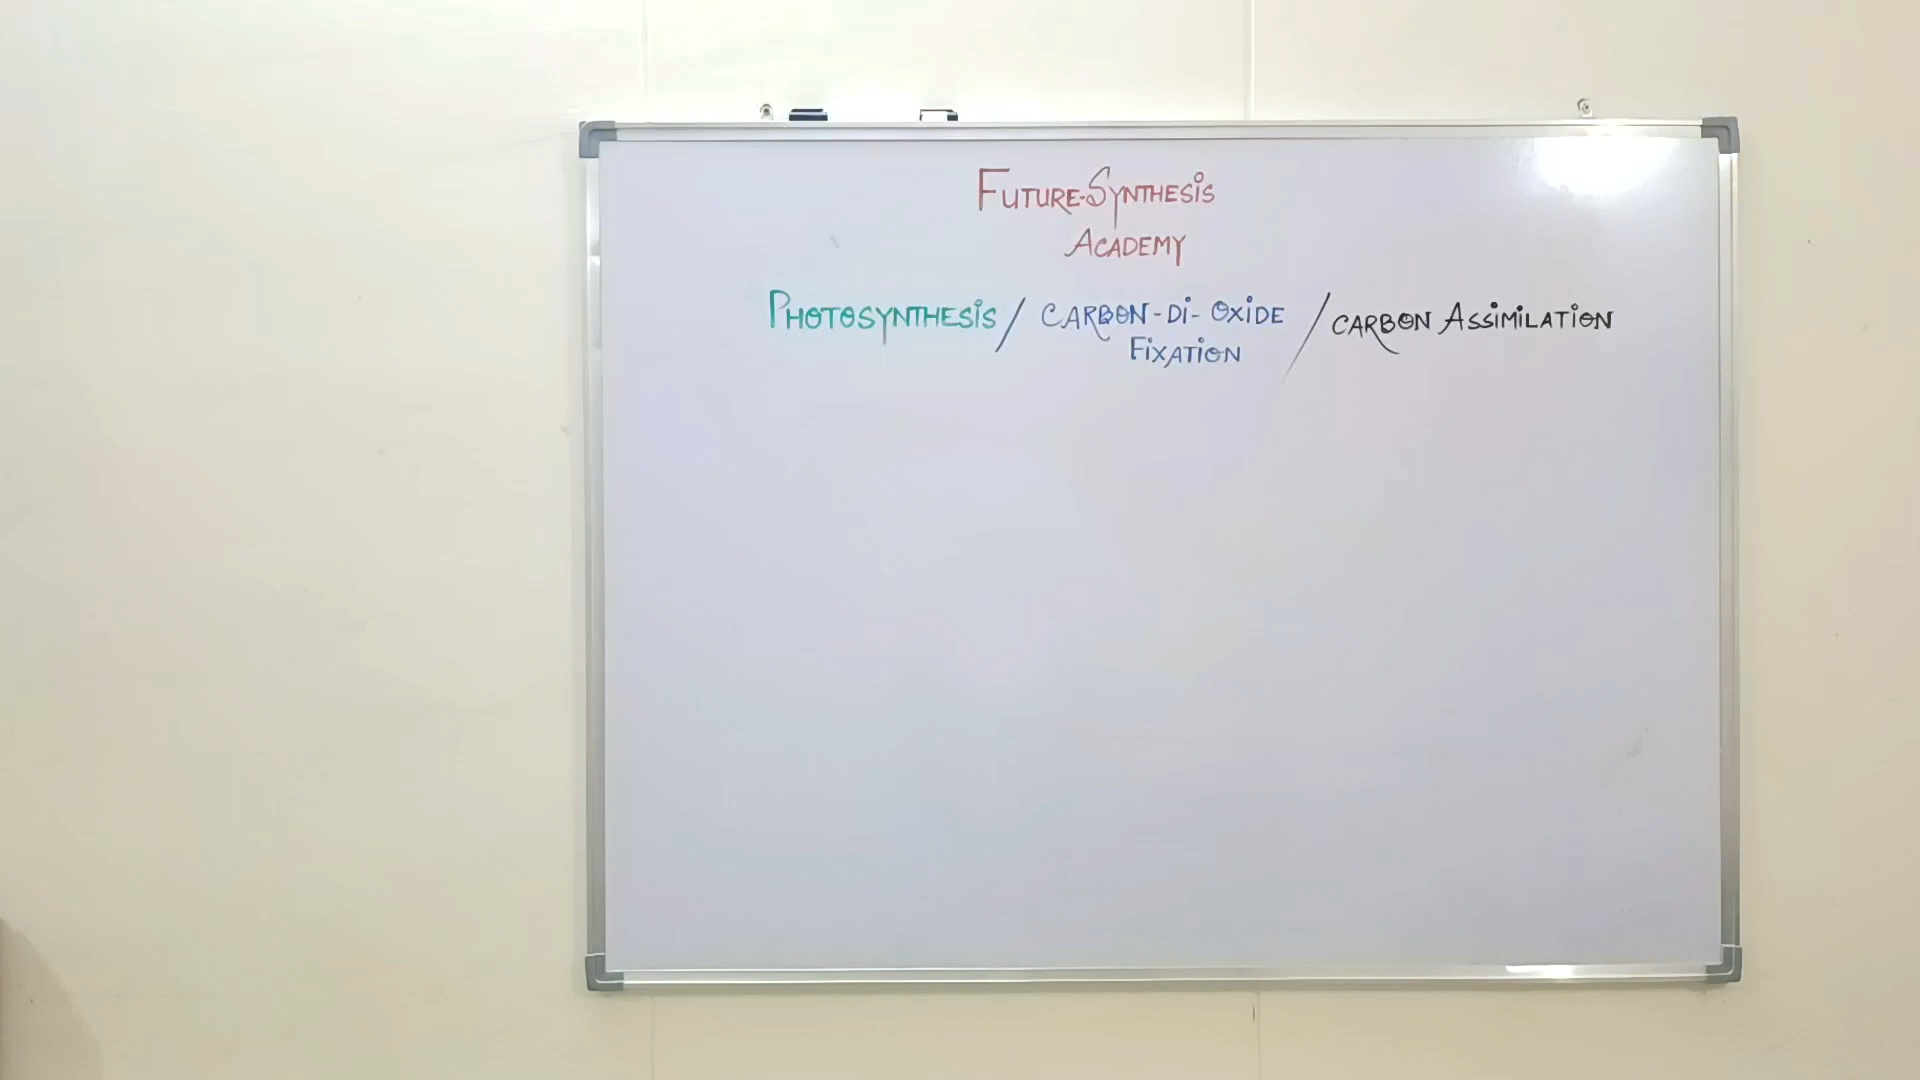 FUTURE-SYNTHESIS
ACADEMY
PHOTOSYNTHESIS / CARBON-Di-OXIDE / CARBON ASSIMILATION
FIXATION